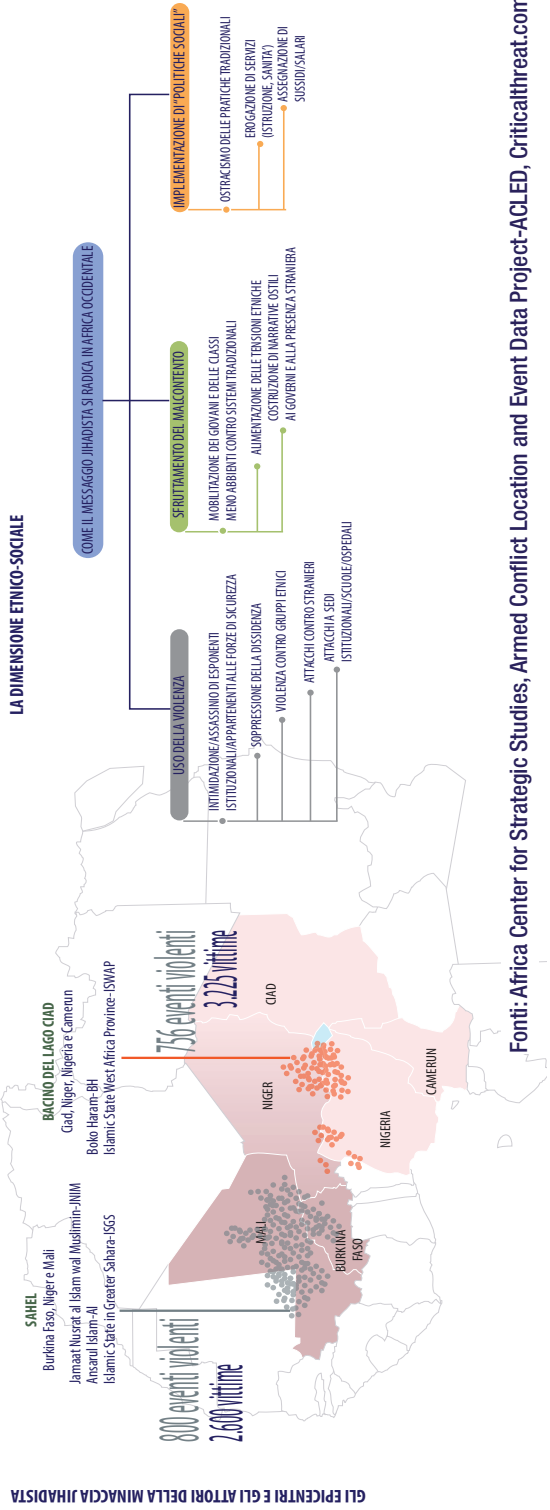 GLI EPICENTRI E GLI ATTORI DELLA MINACCIA JIHADISTA
SAHEL
Burkina Faso, Niger e Mali
Jamaat Nusrat al Islam wal Muslimin-JNIM
Ansarul Islam-AI
Islamic State in Greater Sahara-ISGS
800 eventi violenti
2.600 vittime
BACINO DEL LAGO CIAD
Ciad, Niger, Nigeria e Camerun
Boko Haram-BH
Islamic State West Africa Province-ISWAP
756 eventi violenti
3.225 vittime
MALI
BURKINA
FASO
NIGER
CIAD
NIGERIA
CAMERUN
LA DIMENSIONE ETNICO-SOCIALE
COME IL MESSAGGIO JIHADISTA SI RADICA IN AFRICA OCCIDENTALE
USO DELLA VIOLENZA
INTIMIDAZIONE/ASSASSINIO DI ESPONENTI
ISTITUZIONALI/APPARTENENTI ALLE FORZE DI SICUREZZA
SOPPRESSIONE DELLA DISSIDENZA
VIOLENZA CONTRO GRUPPI ETNICI
ATTACCHI CONTRO STRANIERI
ATTACCHI A SEDI
ISTITUZIONALI/SCUOLE/OSPEDALI
SFRUTTAMENTO DEL MALCONTENTO
MOBILITAZIONE DEI GIOVANI E DELLE CLASSI
MENO ABBIENTI CONTRO SISTEMI TRADIZIONALI
ALIMENTAZIONE DELLE TENSIONI ETNICHE
COSTRUZIONE DI NARRATIVE OSTILI
AI GOVERNI E ALLA PRESENZA STRANIERA
IMPLEMENTAZIONE DI "POLITICHE SOCIALI"
OSTRACISMO DELLE PRATICHE TRADIZIONALI
EROGAZIONE DI SERVIZI
(ISTRUZIONE, SANITA')
ASSEGNAZIONE DI
SUSSIDI/SALARI
Fonti: Africa Center for Strategic Studies, Armed Conflict Location and Event Data Project-ACLED, Criticalthreat.com